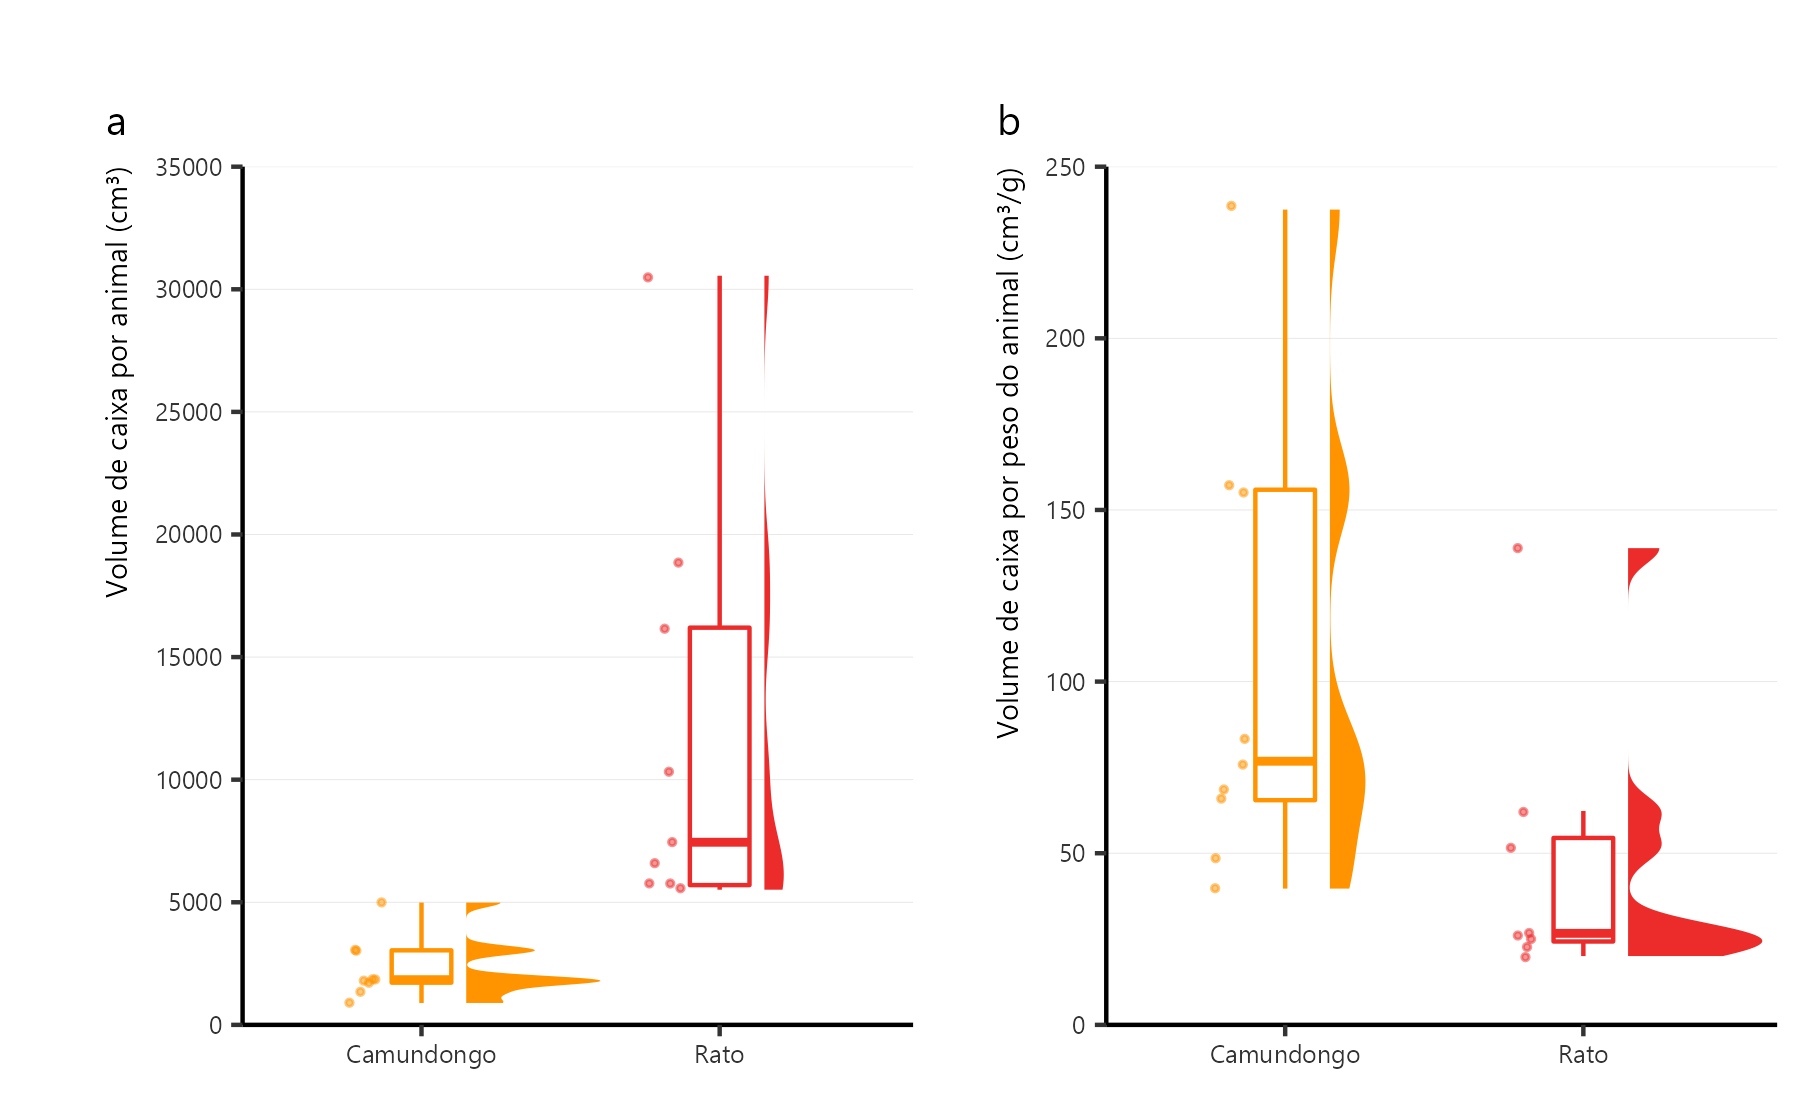 a
Volume de caixa por animal (cm³)
35000
30000
25000
20000
15000
10000
5000
0
Camundongo
Rato
b
Volume de caixa por peso do animal (cm³/g)
250
200
150
100
50
0
Camundongo
Rato